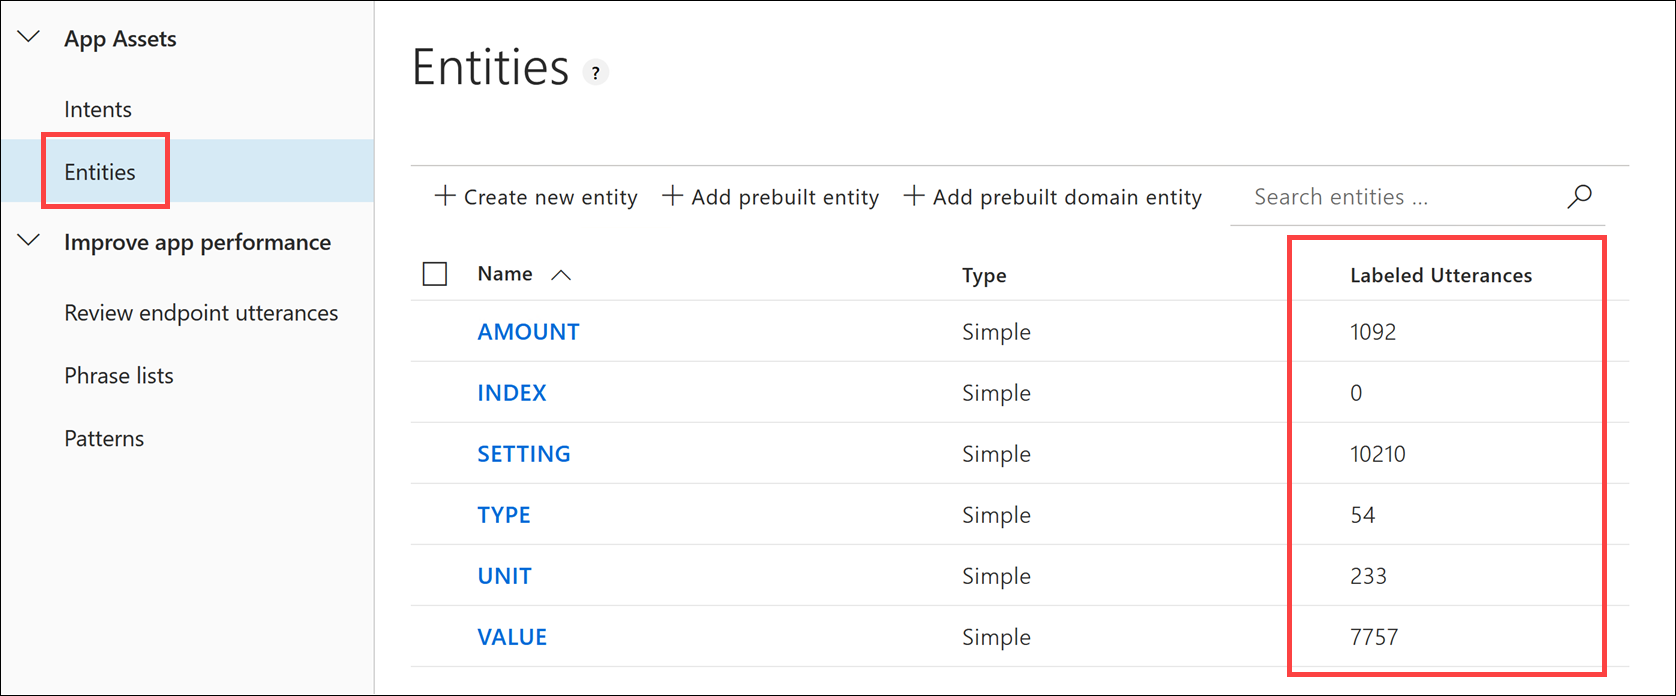 App Assets
Intents
Entities
Improve app performance
Review endpoint utterances
Phrase lists
Patterns
Entities ?
+ Create new entity + Add prebuilt entity + Add prebuilt domain entity Search entities ...
Name Type Labeled Utterances
AMOUNT Simple 1092
INDEX Simple 0
SETTING Simple 10210
TYPE Simple 54
UNIT Simple 233
VALUE Simple 7757